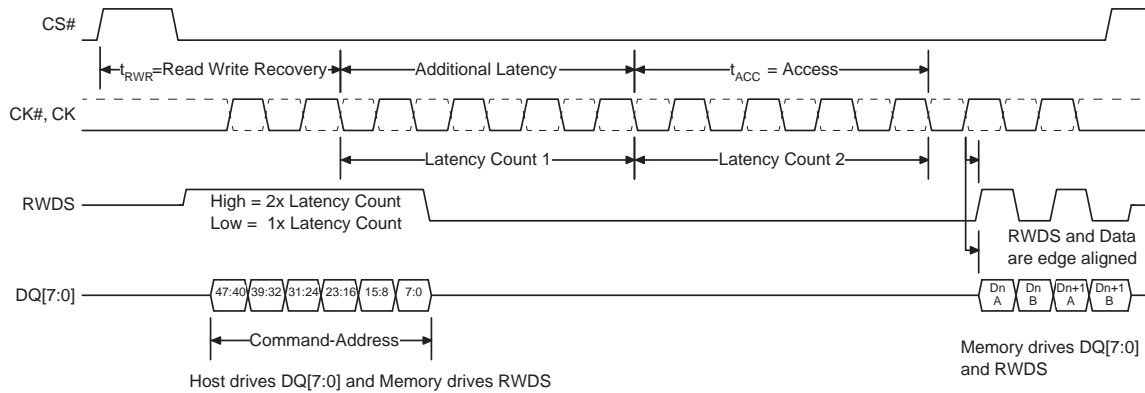 CS#
tRWR=Read Write Recovery
Additional Latency
tACC = Access
CK#, CK
Latency Count 1
Latency Count 2
RWDS
High = 2x Latency Count
Low = 1x Latency Count
RWDS and Data
are edge aligned
DQ[7:0]
47:40 39:32 31:24 23:16 15:8 7:0
Dn
A
Dn
B
Dn+1
A
Dn+1
B
Command-Address
Memory drives DQ[7:0]
and RWDS
Host drives DQ[7:0] and Memory drives RWDS